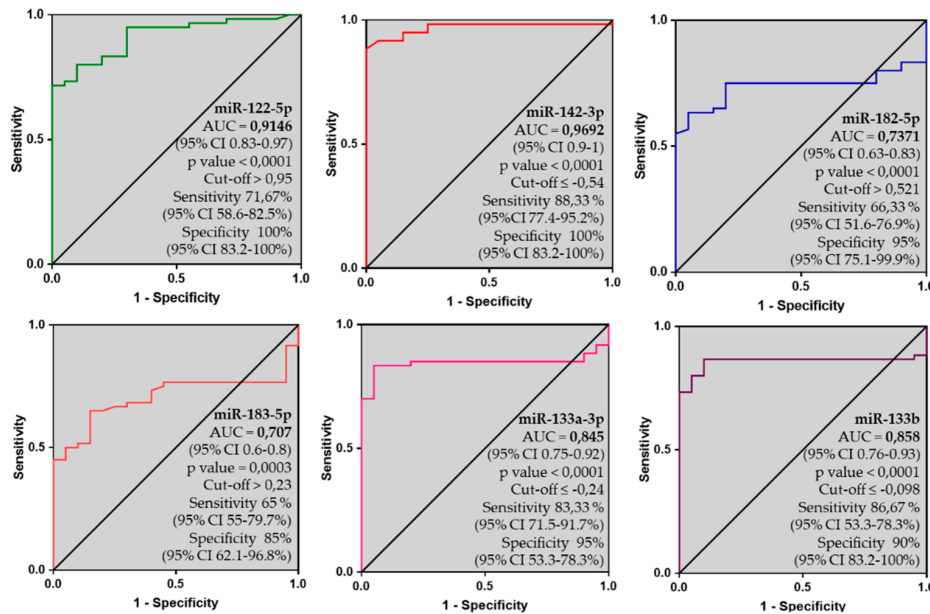 1.0
0.5
0.0
Sensitivity
miR-122-5p
AUC = 0,9146
(95% CI 0.83-0.97)
p value < 0,0001
Cut-off > 0,95
Sensitivity 71,67%
(95% CI 58.6-82.5%)
Specificity 100%
(95% CI 83.2-100%)
0.0 0.5 1.0
1 - Specificity
1.0
0.5
0.0
Sensitivity
miR-142-3p
AUC = 0,9692
(95% CI 0.9-1)
p value < 0,0001
Cut-off ≤ -0,54
Sensitivity 88,33 %
(95%CI 77.4-95.2%)
Specificity 100%
(95% CI 83.2-100%)
0.0 0.5 1.0
1 - Specificity
1.0
0.5
0.0
Sensitivity
miR-182-5p
AUC = 0,7371
(95% CI 0.63-0.83)
p value < 0,0001
Cut-off > 0,521
Sensitivity 66,33 %
(95% CI 51.6-76.9%)
Specificity 95%
(95% CI 75.1-99.9%)
0.0 0.5 1.0
1 - Specificity
1.0
0.5
0.0
Sensitivity
miR-183-5p
AUC = 0,707
(95% CI 0.6-0.8)
p value = 0,0003
Cut-off > 0,23
Sensitivity 65 %
(95% CI 55-79.7%)
Specificity 85%
(95% CI 62.1-96.8%)
0.0 0.5 1.0
1 - Specificity
1.0
0.5
0.0
Sensitivity
miR-133a-3p
AUC = 0,845
(95% CI 0.75-0.92)
p value < 0,0001
Cut-off ≤ -0,24
Sensitivity 83,33 %
(95% CI 71.5-91.7%)
Specificity 95%
(95% CI 53.3-78.3%)
0.0 0.5 1.0
1 - Specificity
1.0
0.5
0.0
Sensitivity
miR-133b
AUC = 0,858
(95% CI 0.76-0.93)
p value < 0,0001
Cut-off ≤ -0,098
Sensitivity 86,67 %
(95% CI 53.3-78.3%)
Specificity 90%
(95% CI 83.2-100%)
0.0 0.5 1.0
1 - Specificity